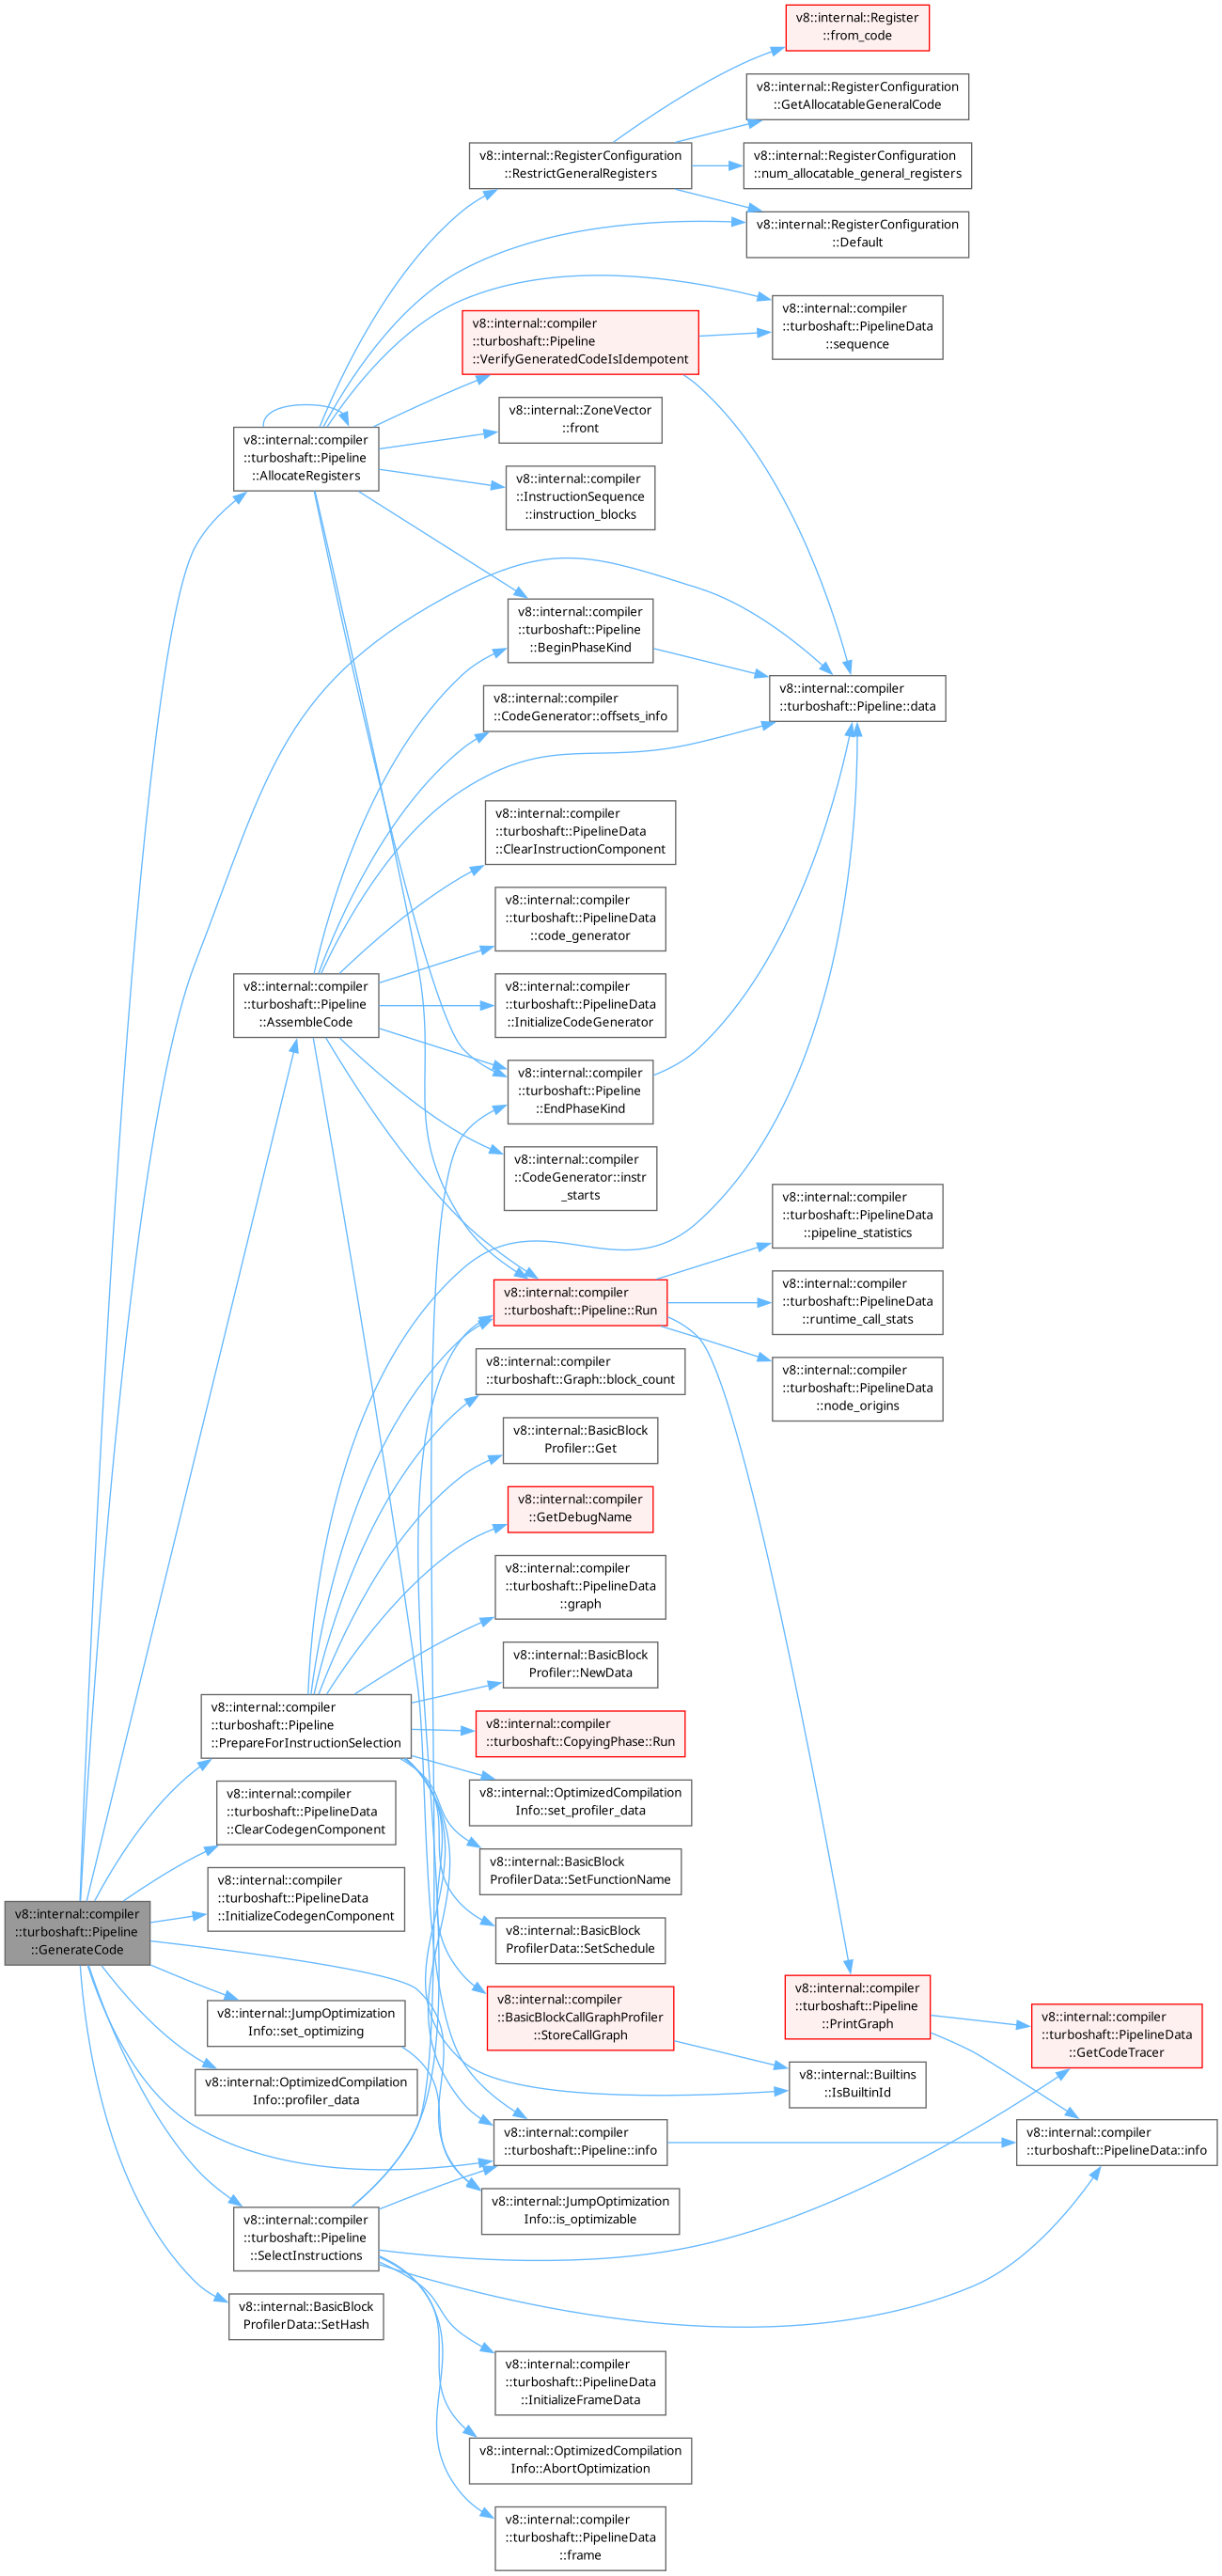 v8::internal::Register
::from_code
v8::internal::RegisterConfiguration
::GetAllocatableGeneralCode
v8::internal::RegisterConfiguration
::RestrictGeneralRegisters
v8::internal::RegisterConfiguration
::num_allocatable_general_registers
v8::internal::RegisterConfiguration
::Default
v8::internal::compiler
::turboshaft::PipelineData
::sequence
v8::internal::compiler
::turboshaft::Pipeline
::VerifyGeneratedCodeIsIdempotent
v8::internal::ZoneVector
::front
v8::internal::compiler
::turboshaft::Pipeline
::AllocateRegisters
v8::internal::compiler
::InstructionSequence
::instruction_blocks
v8::internal::compiler
::turboshaft::Pipeline
::BeginPhaseKind
v8::internal::compiler
::turboshaft::Pipeline::data
v8::internal::compiler
::CodeGenerator::offsets_info
v8::internal::compiler
::turboshaft::PipelineData
::ClearInstructionComponent
v8::internal::compiler
::turboshaft::PipelineData
::code_generator
v8::internal::compiler
::turboshaft::Pipeline
::AssembleCode
v8::internal::compiler
::turboshaft::PipelineData
::InitializeCodeGenerator
v8::internal::compiler
::turboshaft::Pipeline
::EndPhaseKind
v8::internal::compiler
::CodeGenerator::instr
_starts
v8::internal::compiler
::turboshaft::PipelineData
::pipeline_statistics
v8::internal::compiler
::turboshaft::Pipeline::Run
v8::internal::compiler
::turboshaft::PipelineData
::runtime_call_stats
v8::internal::compiler
::turboshaft::Graph::block_count
v8::internal::compiler
::turboshaft::PipelineData
::node_origins
v8::internal::BasicBlock
Profiler::Get
v8::internal::compiler
::GetDebugName
v8::internal::compiler
::turboshaft::PipelineData
::graph
v8::internal::BasicBlock
Profiler::NewData
v8::internal::compiler
::turboshaft::Pipeline
::PrepareForInstructionSelection
v8::internal::compiler
::turboshaft::CopyingPhase::Run
v8::internal::OptimizedCompilation
Info::set_profiler_data
v8::internal::compiler
::turboshaft::PipelineData
::ClearCodegenComponent
v8::internal::BasicBlock
ProfilerData::SetFunctionName
v8::internal::compiler
::turboshaft::PipelineData
::InitializeCodegenComponent
v8::internal::compiler
::turboshaft::Pipeline
::GenerateCode
v8::internal::BasicBlock
ProfilerData::SetSchedule
v8::internal::JumpOptimization
Info::set_optimizing
v8::internal::compiler
::BasicBlockCallGraphProfiler
::StoreCallGraph
v8::internal::compiler
::turboshaft::Pipeline
::PrintGraph
v8::internal::compiler
::turboshaft::PipelineData
::GetCodeTracer
v8::internal::OptimizedCompilation
Info::profiler_data
v8::internal::Builtins
::IsBuiltinId
v8::internal::compiler
::turboshaft::Pipeline::info
v8::internal::compiler
::turboshaft::PipelineData::info
v8::internal::JumpOptimization
Info::is_optimizable
v8::internal::compiler
::turboshaft::Pipeline
::SelectInstructions
v8::internal::BasicBlock
ProfilerData::SetHash
v8::internal::compiler
::turboshaft::PipelineData
::InitializeFrameData
v8::internal::OptimizedCompilation
Info::AbortOptimization
v8::internal::compiler
::turboshaft::PipelineData
::frame